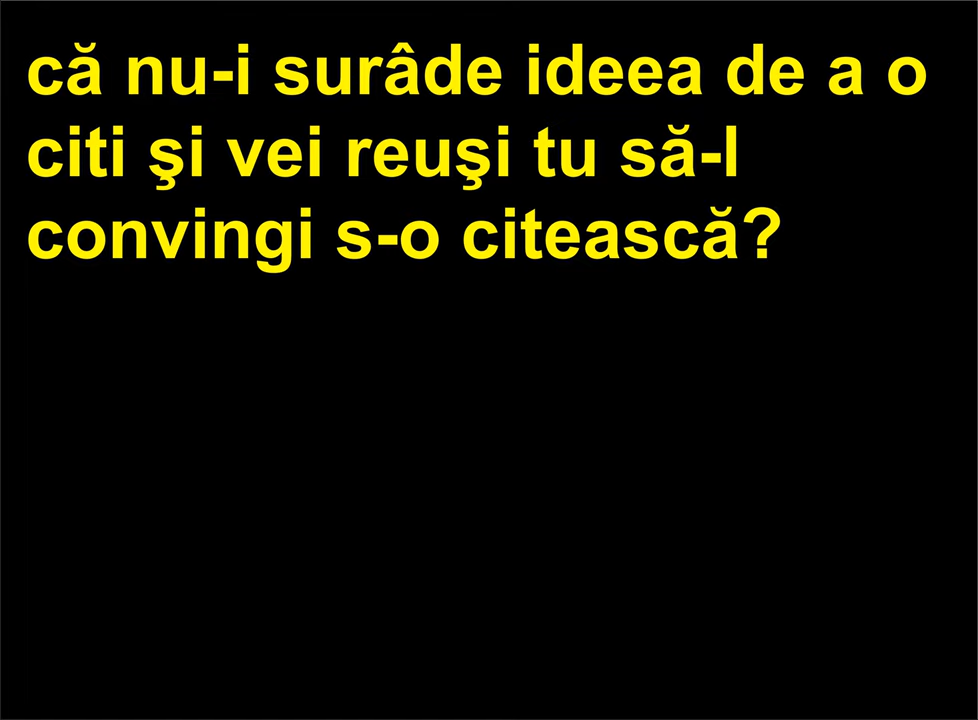 că nu-i surâde ideea de a o
citi şi vei reuşi tu să-l
convingi s-o citească?